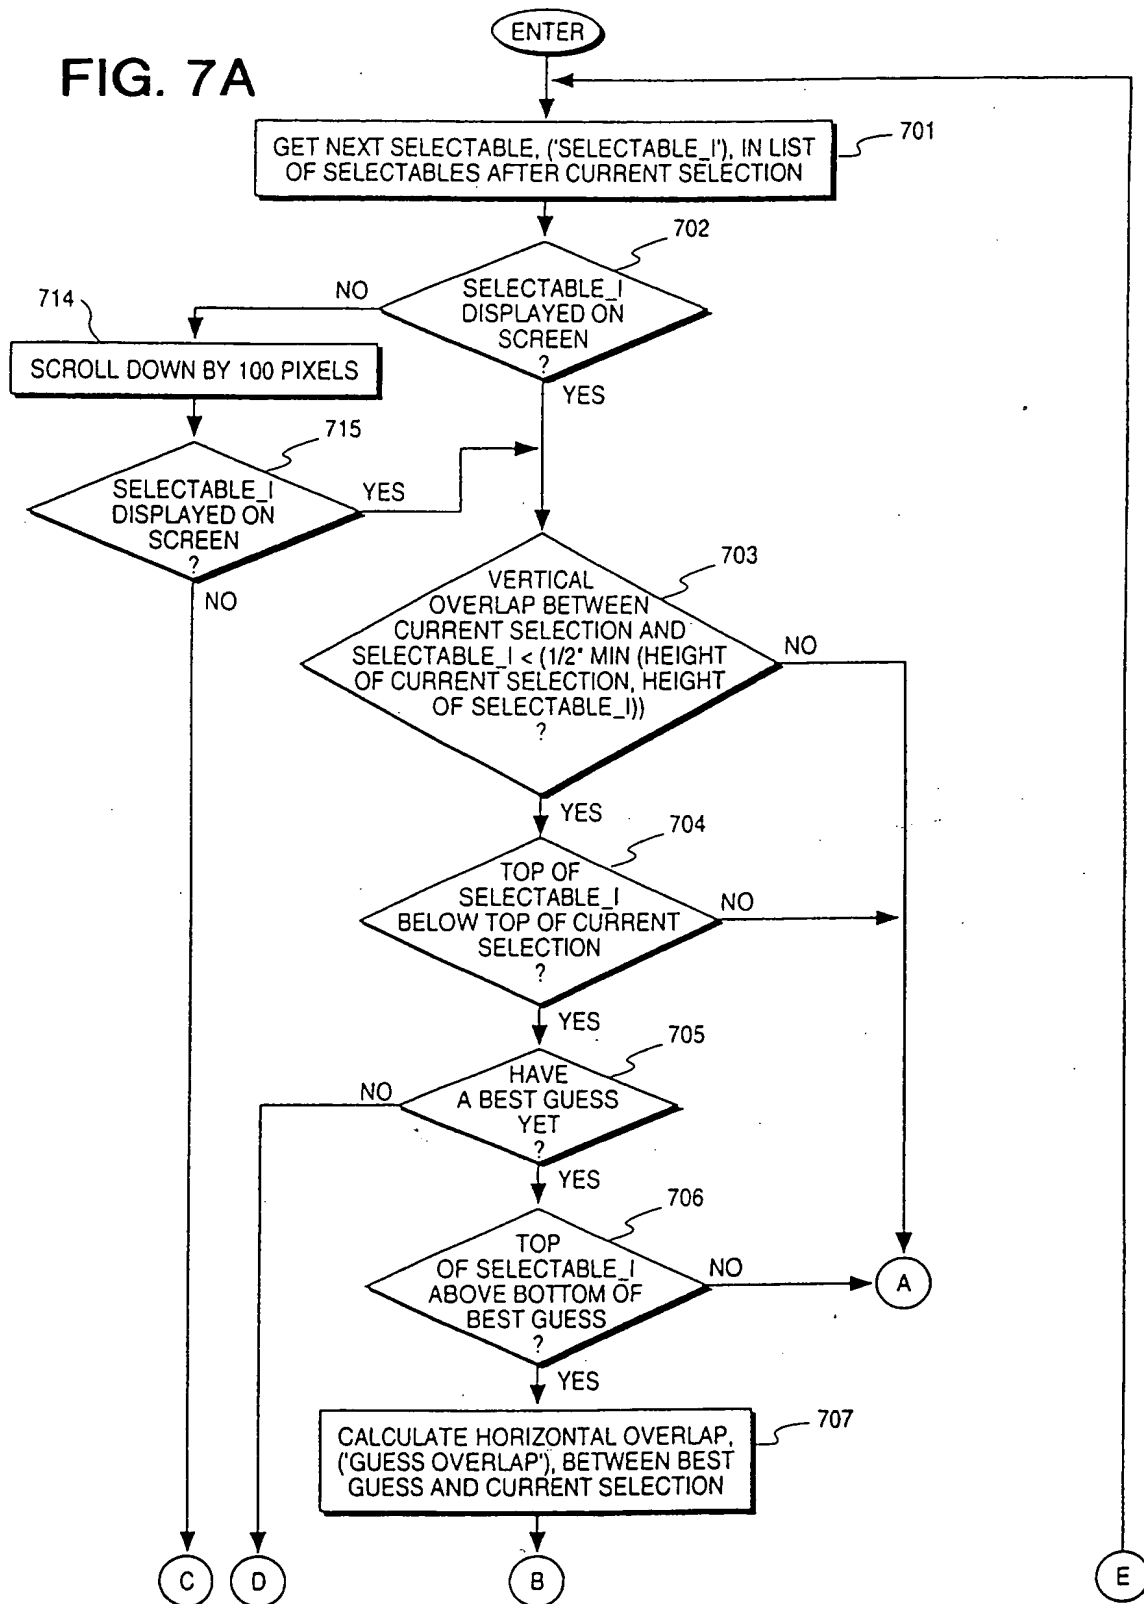 ENTER
FIG. 7A
GET NEXT SELECTABLE, ('SELECTABLE_I'), IN LIST
OF SELECTABLES AFTER CURRENT SELECTION
701
702
SELECTABLE_I
DISPLAYED ON
SCREEN
?
NO
YES
714
SCROLL DOWN BY 100 PIXELS
715
SELECTABLE_I
DISPLAYED ON
SCREEN
?
YES
NO
703
VERTICAL
OVERLAP BETWEEN
CURRENT SELECTION AND
SELECTABLE_I < (1/2* MIN (HEIGHT
OF CURRENT SELECTION, HEIGHT
OF SELECTABLE_I))
?
NO
YES
704
TOP OF
SELECTABLE_I
BELOW TOP OF CURRENT
SELECTION
?
NO
YES
705
HAVE
A BEST GUESS
YET
?
NO
YES
706
TOP
OF SELECTABLE_I
ABOVE BOTTOM OF
BEST GUESS
?
NO
A
YES
707
CALCULATE HORIZONTAL OVERLAP,
('GUESS OVERLAP'), BETWEEN BEST
GUESS AND CURRENT SELECTION
C
D
B
E